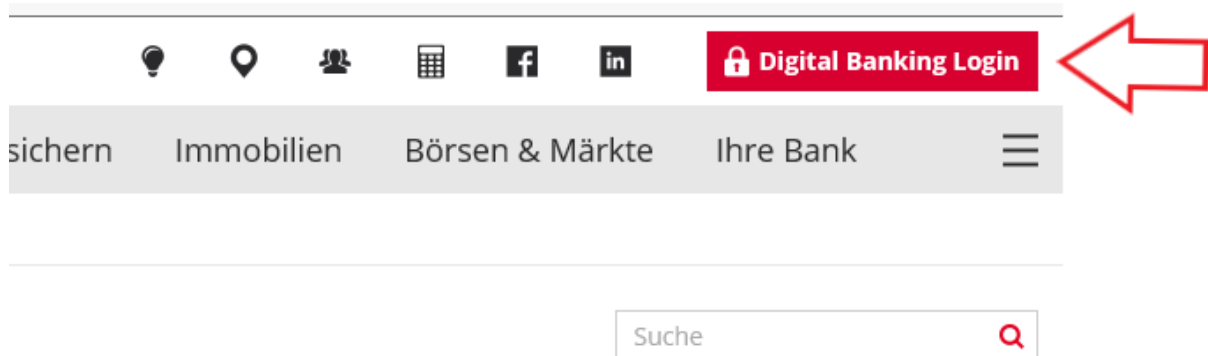 Digital Banking Login
sichern Immobilien Börsen & Märkte Ihre Bank
Suche